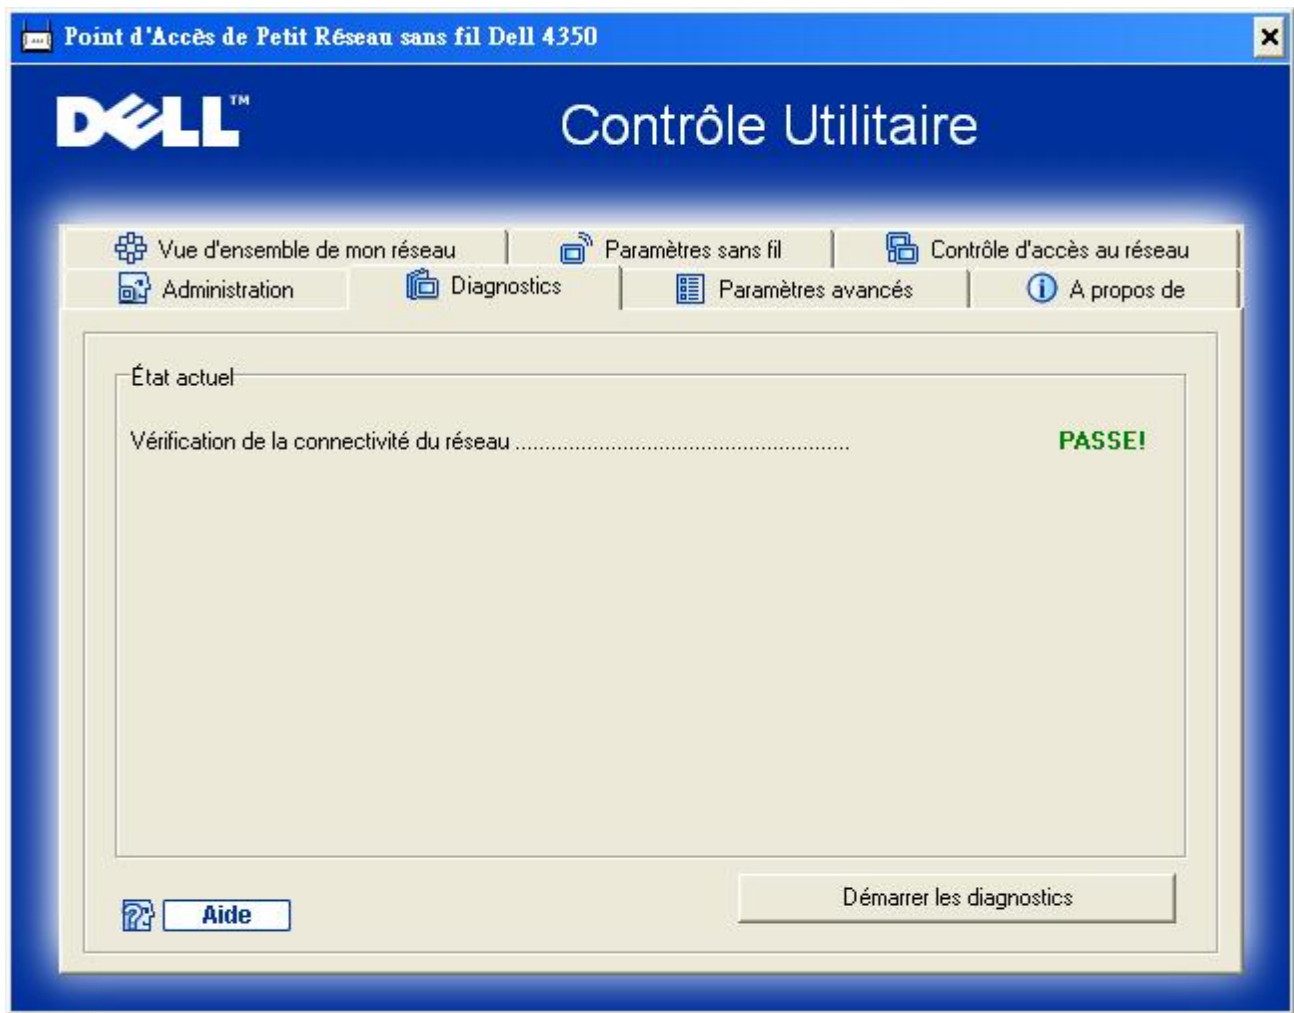 Point d'Accès de Petit Réseau sans fil Dell 4350
DELL™
Contrôle Utilitaire
Vue d'ensemble de mon réseau
Paramètres sans fil
Contrôle d'accès au réseau
Administration
Diagnostics
Paramètres avancés
A propos de
État actuel
Vérification de la connectivité du réseau ........................................................ PASSE!
Aide
Démarrer les diagnostics